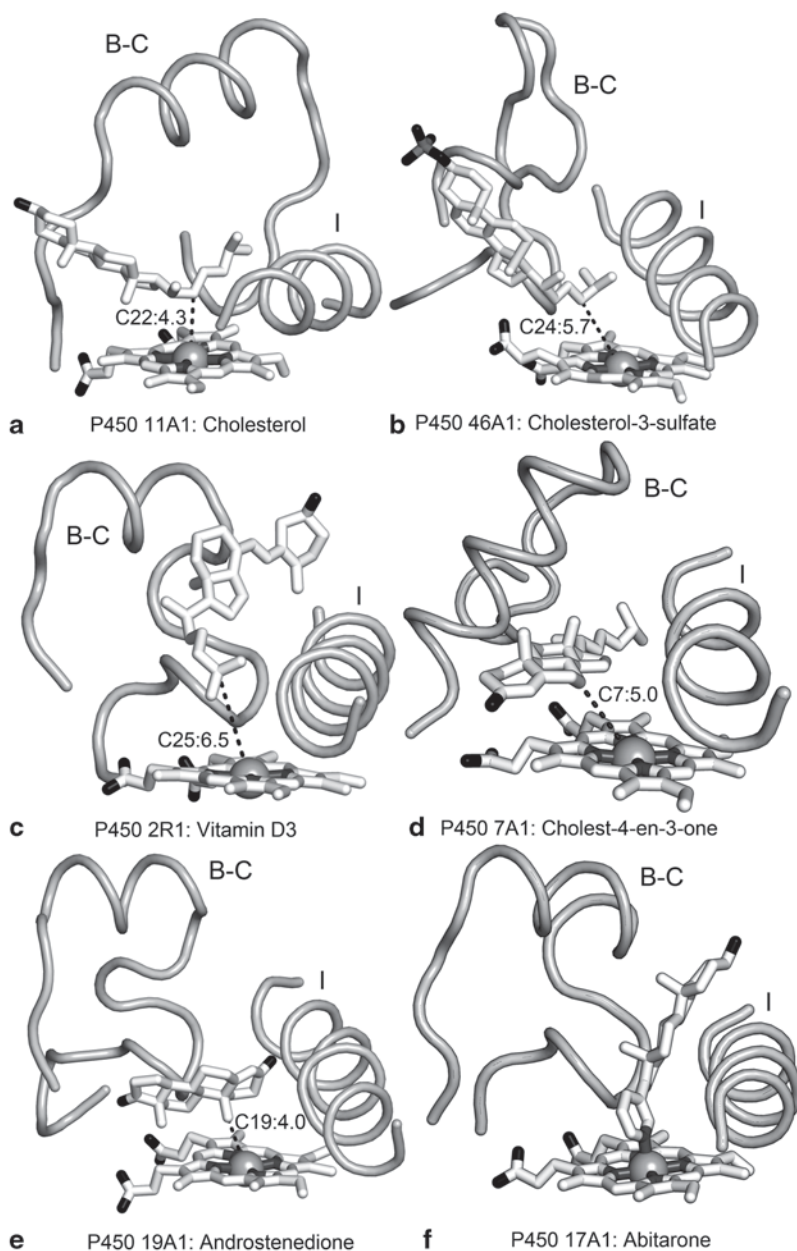 B-C
I
C22:4.3
a P450 11A1: Cholesterol
B-C
I
C24:5.7
b P450 46A1: Cholesterol-3-sulfate
B-C
I
C25:6.5
c P450 2R1: Vitamin D3
B-C
I
C7:5.0
d P450 7A1: Cholest-4-en-3-one
B-C
I
C19:4.0
e P450 19A1: Androstenedione
B-C
I
f P450 17A1: Abitarone